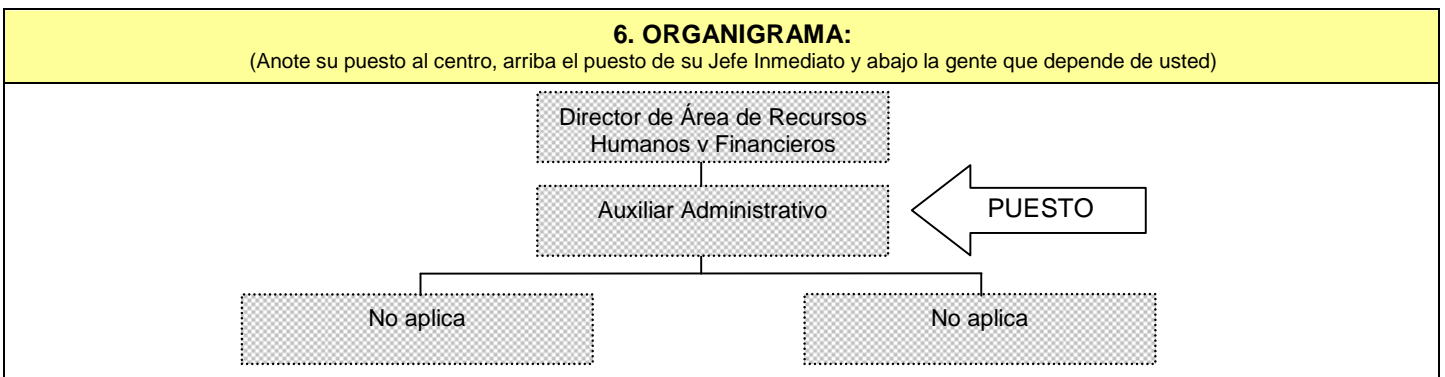 6. ORGANIGRAMA:
(Anote su puesto al centro, arriba el puesto de su Jefe Inmediato y abajo la gente que depende de usted)
Director de Área de Recursos
Humanos y Financieros
Auxiliar Administrativo
PUESTO
No aplica
No aplica